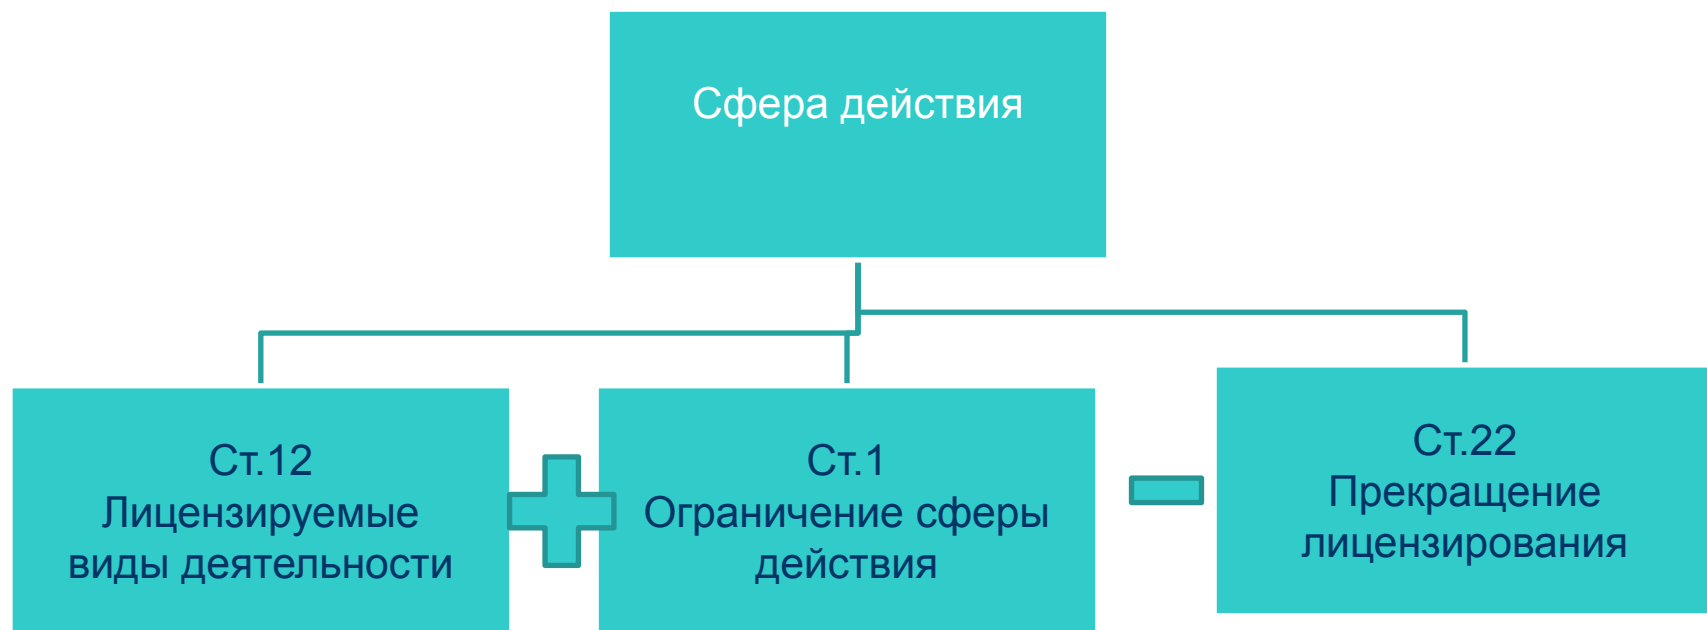 Сфера действия
Ст.12
Лицензируемые
виды деятельности
Ст.1
Ограничение сферы
действия
Ст.22
Прекращение
лицензирования